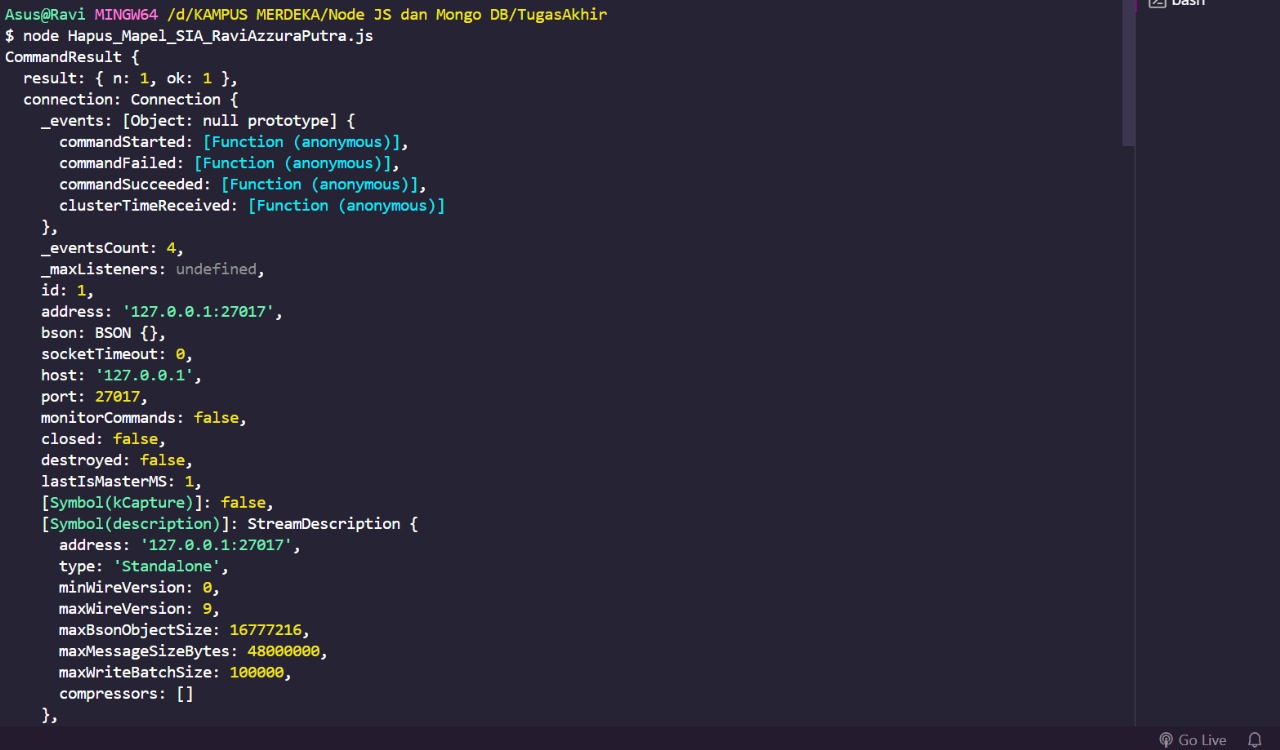 Asus@Ravi MINGW64 /d/KAMPUS MERDEKA/Node JS dan Mongo DB/TugasAkhir
$ node Hapus_Mapel_SIA_RaviAzzuraPutra.js
CommandResult {
  result: { n: 1, ok: 1 },
  connection: Connection {
    _events: [Object: null prototype] {
      commandStarted: [Function (anonymous)],
      commandFailed: [Function (anonymous)],
      commandSucceeded: [Function (anonymous)],
      clusterTimeReceived: [Function (anonymous)]
    },
    _eventsCount: 4,
    _maxListeners: undefined,
    id: 1,
    address: '127.0.0.1:27017',
    bson: BSON {},
    socketTimeout: 0,
    host: '127.0.0.1',
    port: 27017,
    monitorCommands: false,
    closed: false,
    destroyed: false,
    lastIsMasterMS: 1,
    [Symbol(kCapture)]: false,
    [Symbol(description)]: StreamDescription {
      address: '127.0.0.1:27017',
      type: 'Standalone',
      minWireVersion: 0,
      maxWireVersion: 9,
      maxBsonObjectSize: 16777216,
      maxMessageSizeBytes: 48000000,
      maxWriteBatchSize: 100000,
      compressors: []
    },
bash
Go Live